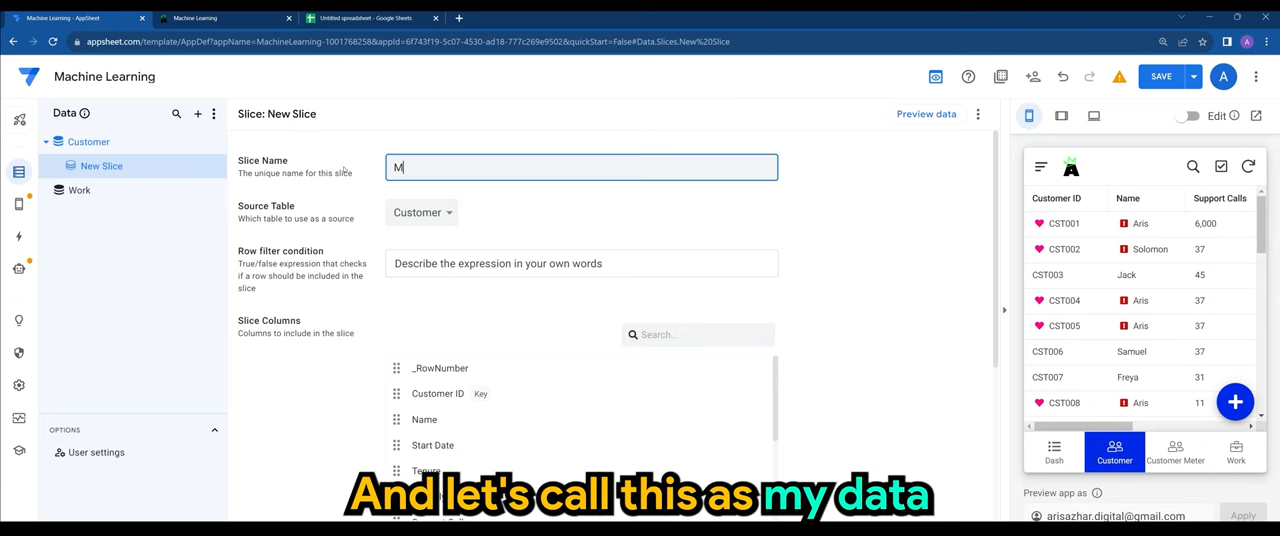 Machine Learning - AppSheet
Machine Learning
Untitled spreadsheet - Google Sheets
appsheet.com/template/AppDef?appName=MachineLearning-1001768258&appId=6f743f19-5c07-4530-ad18-777c269e9502&quickStart=False#Data.Slices.New%20Slice
A
Machine Learning
SAVE
A
Data
Slice: New Slice
Preview data
Edit
Customer
New Slice
Work
Slice Name
The unique name for this slice
M
Source Table
Which table to use as a source
Customer
Row filter condition
True/false expression that checks
if a row should be included in the
slice
Describe the expression in your own words
Slice Columns
Columns to include in the slice
Search..
_RowNumber
Customer ID Key
Name
Start Date
Tenure
OPTIONS
User settings
A
Customer ID Name Support Calls
CST001 Aris 6,000
CST002 Solomon 37
CST003 Jack 45
CST004 Aris 37
CST005 Aris 37
CST006 Samuel 37
CST007 Freya 31
CST008 Aris 11
Dash Customer Customer Meter Work
Preview app as
arisazhar.digital@gmail.com Apply
And let's call this as my data